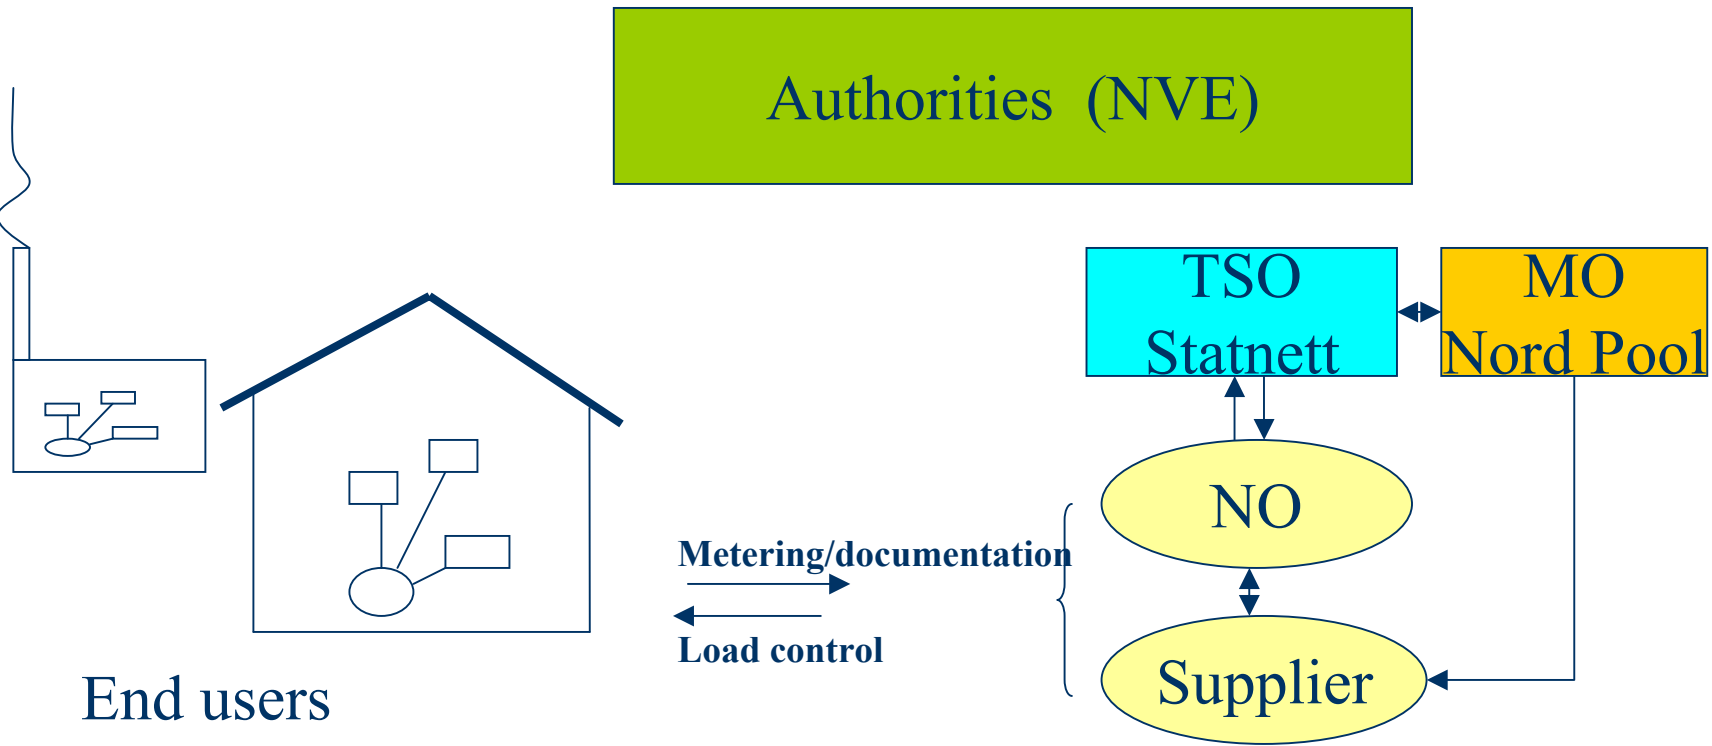 Authorities (NVE)
TSO
Statnett
MO
Nord Pool
NO
Metering/documentation
Load control
Supplier
End users